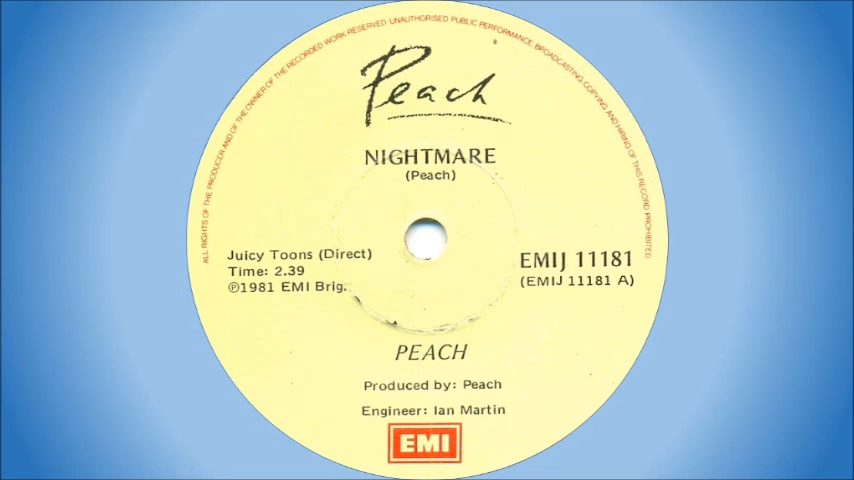 ALL RIGHTS OF THE PRODUCER AND OF THE OWNER OF THE RECORDED WORK RESERVED UNAUTHORISED PUBLIC PERFORMANCE, BROADCASTING, COPYING AND HIRING OF THIS RECORD PROHIBITED
Peach
NIGHTMARE
(Peach)
Juicy Toons (Direct)
Time: 2.39
℗1981 EMI Brig.
EMIJ 11181
(EMIJ 11181 A)
PEACH
Produced by: Peach
Engineer: Ian Martin
EMI